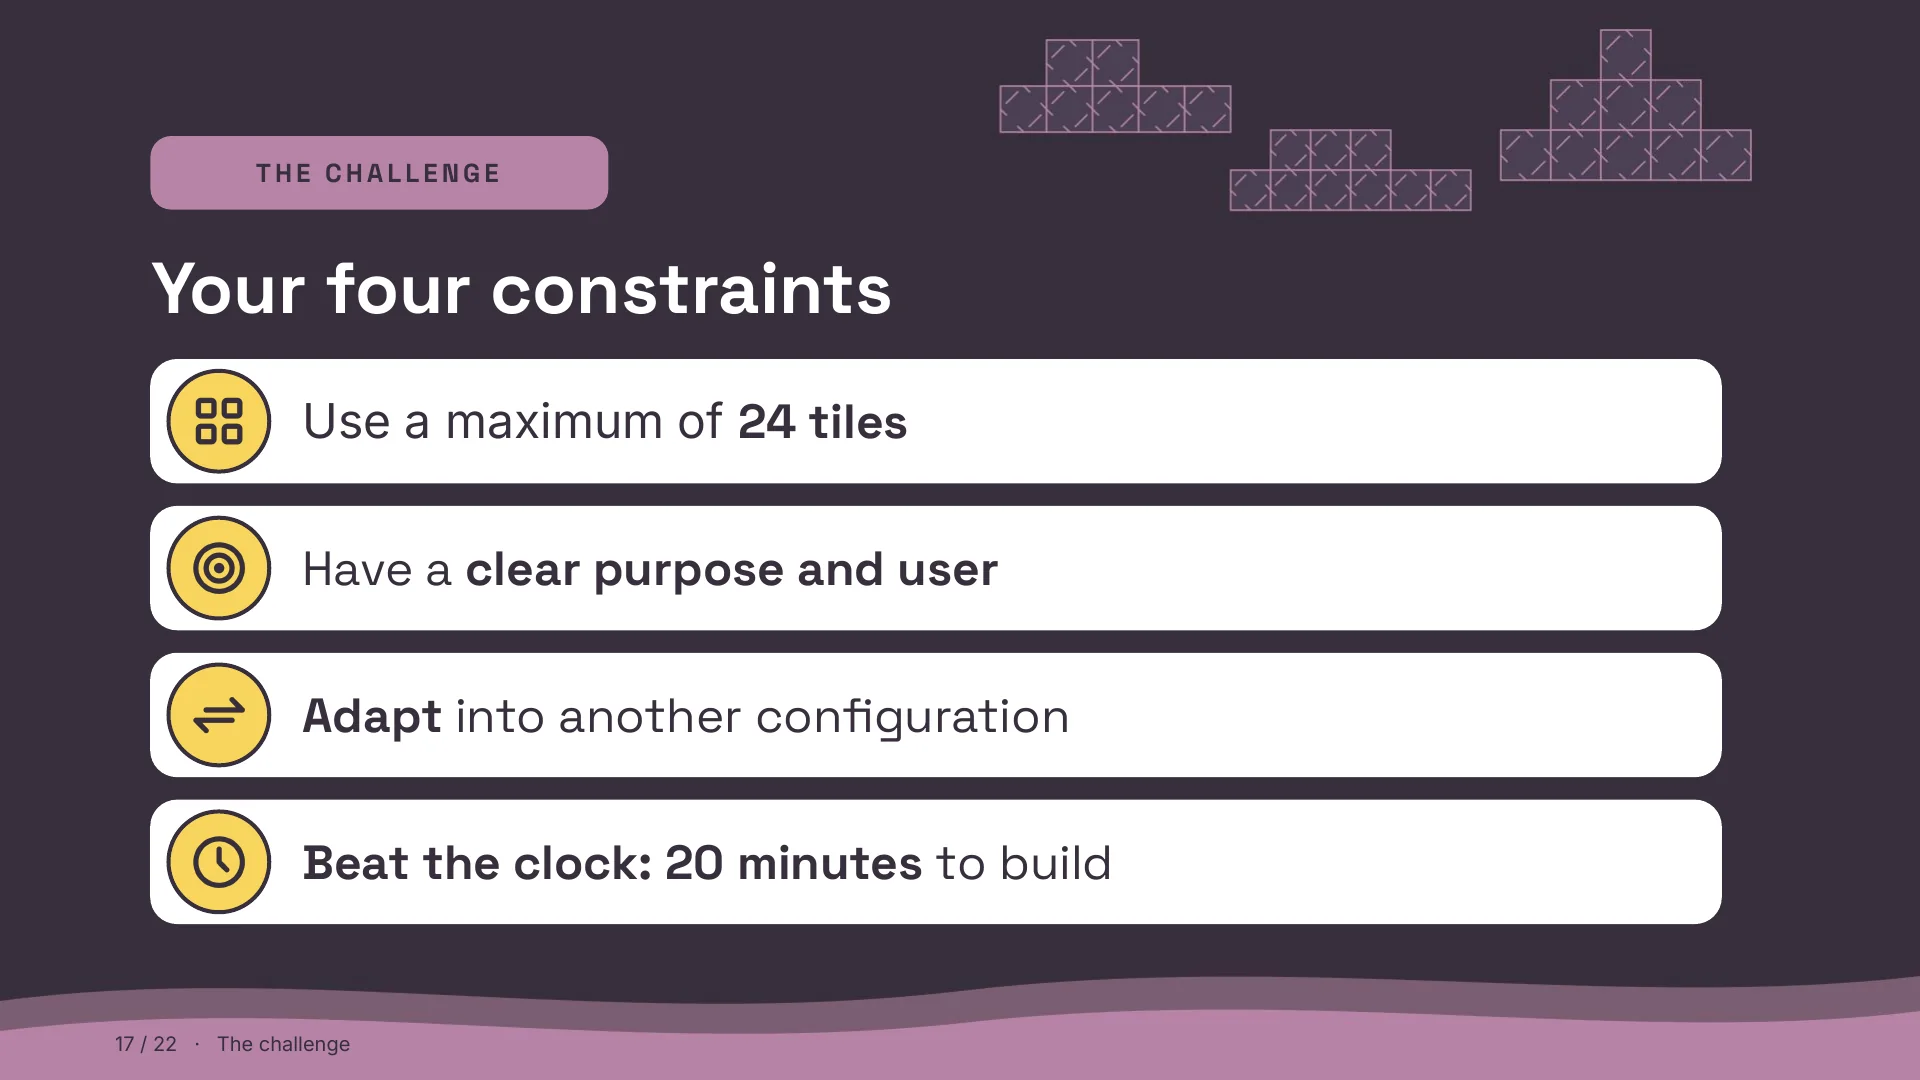 THE CHALLENGE
Your four constraints
Use a maximum of 24 tiles
Have a clear purpose and user
Adapt into another configuration
Beat the clock: 20 minutes to build
17 / 22 · The challenge